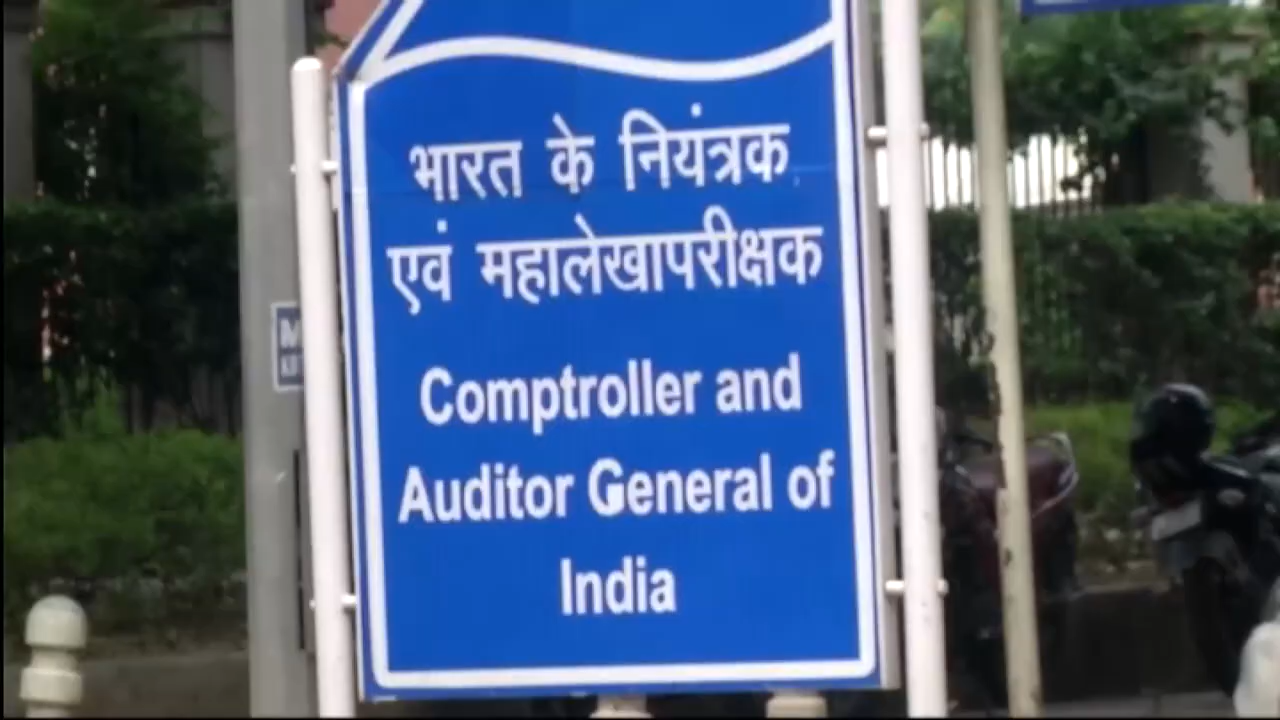 भारत के नियंत्रक
एवं महालेखापरीक्षक
Comptroller and
Auditor General of
India